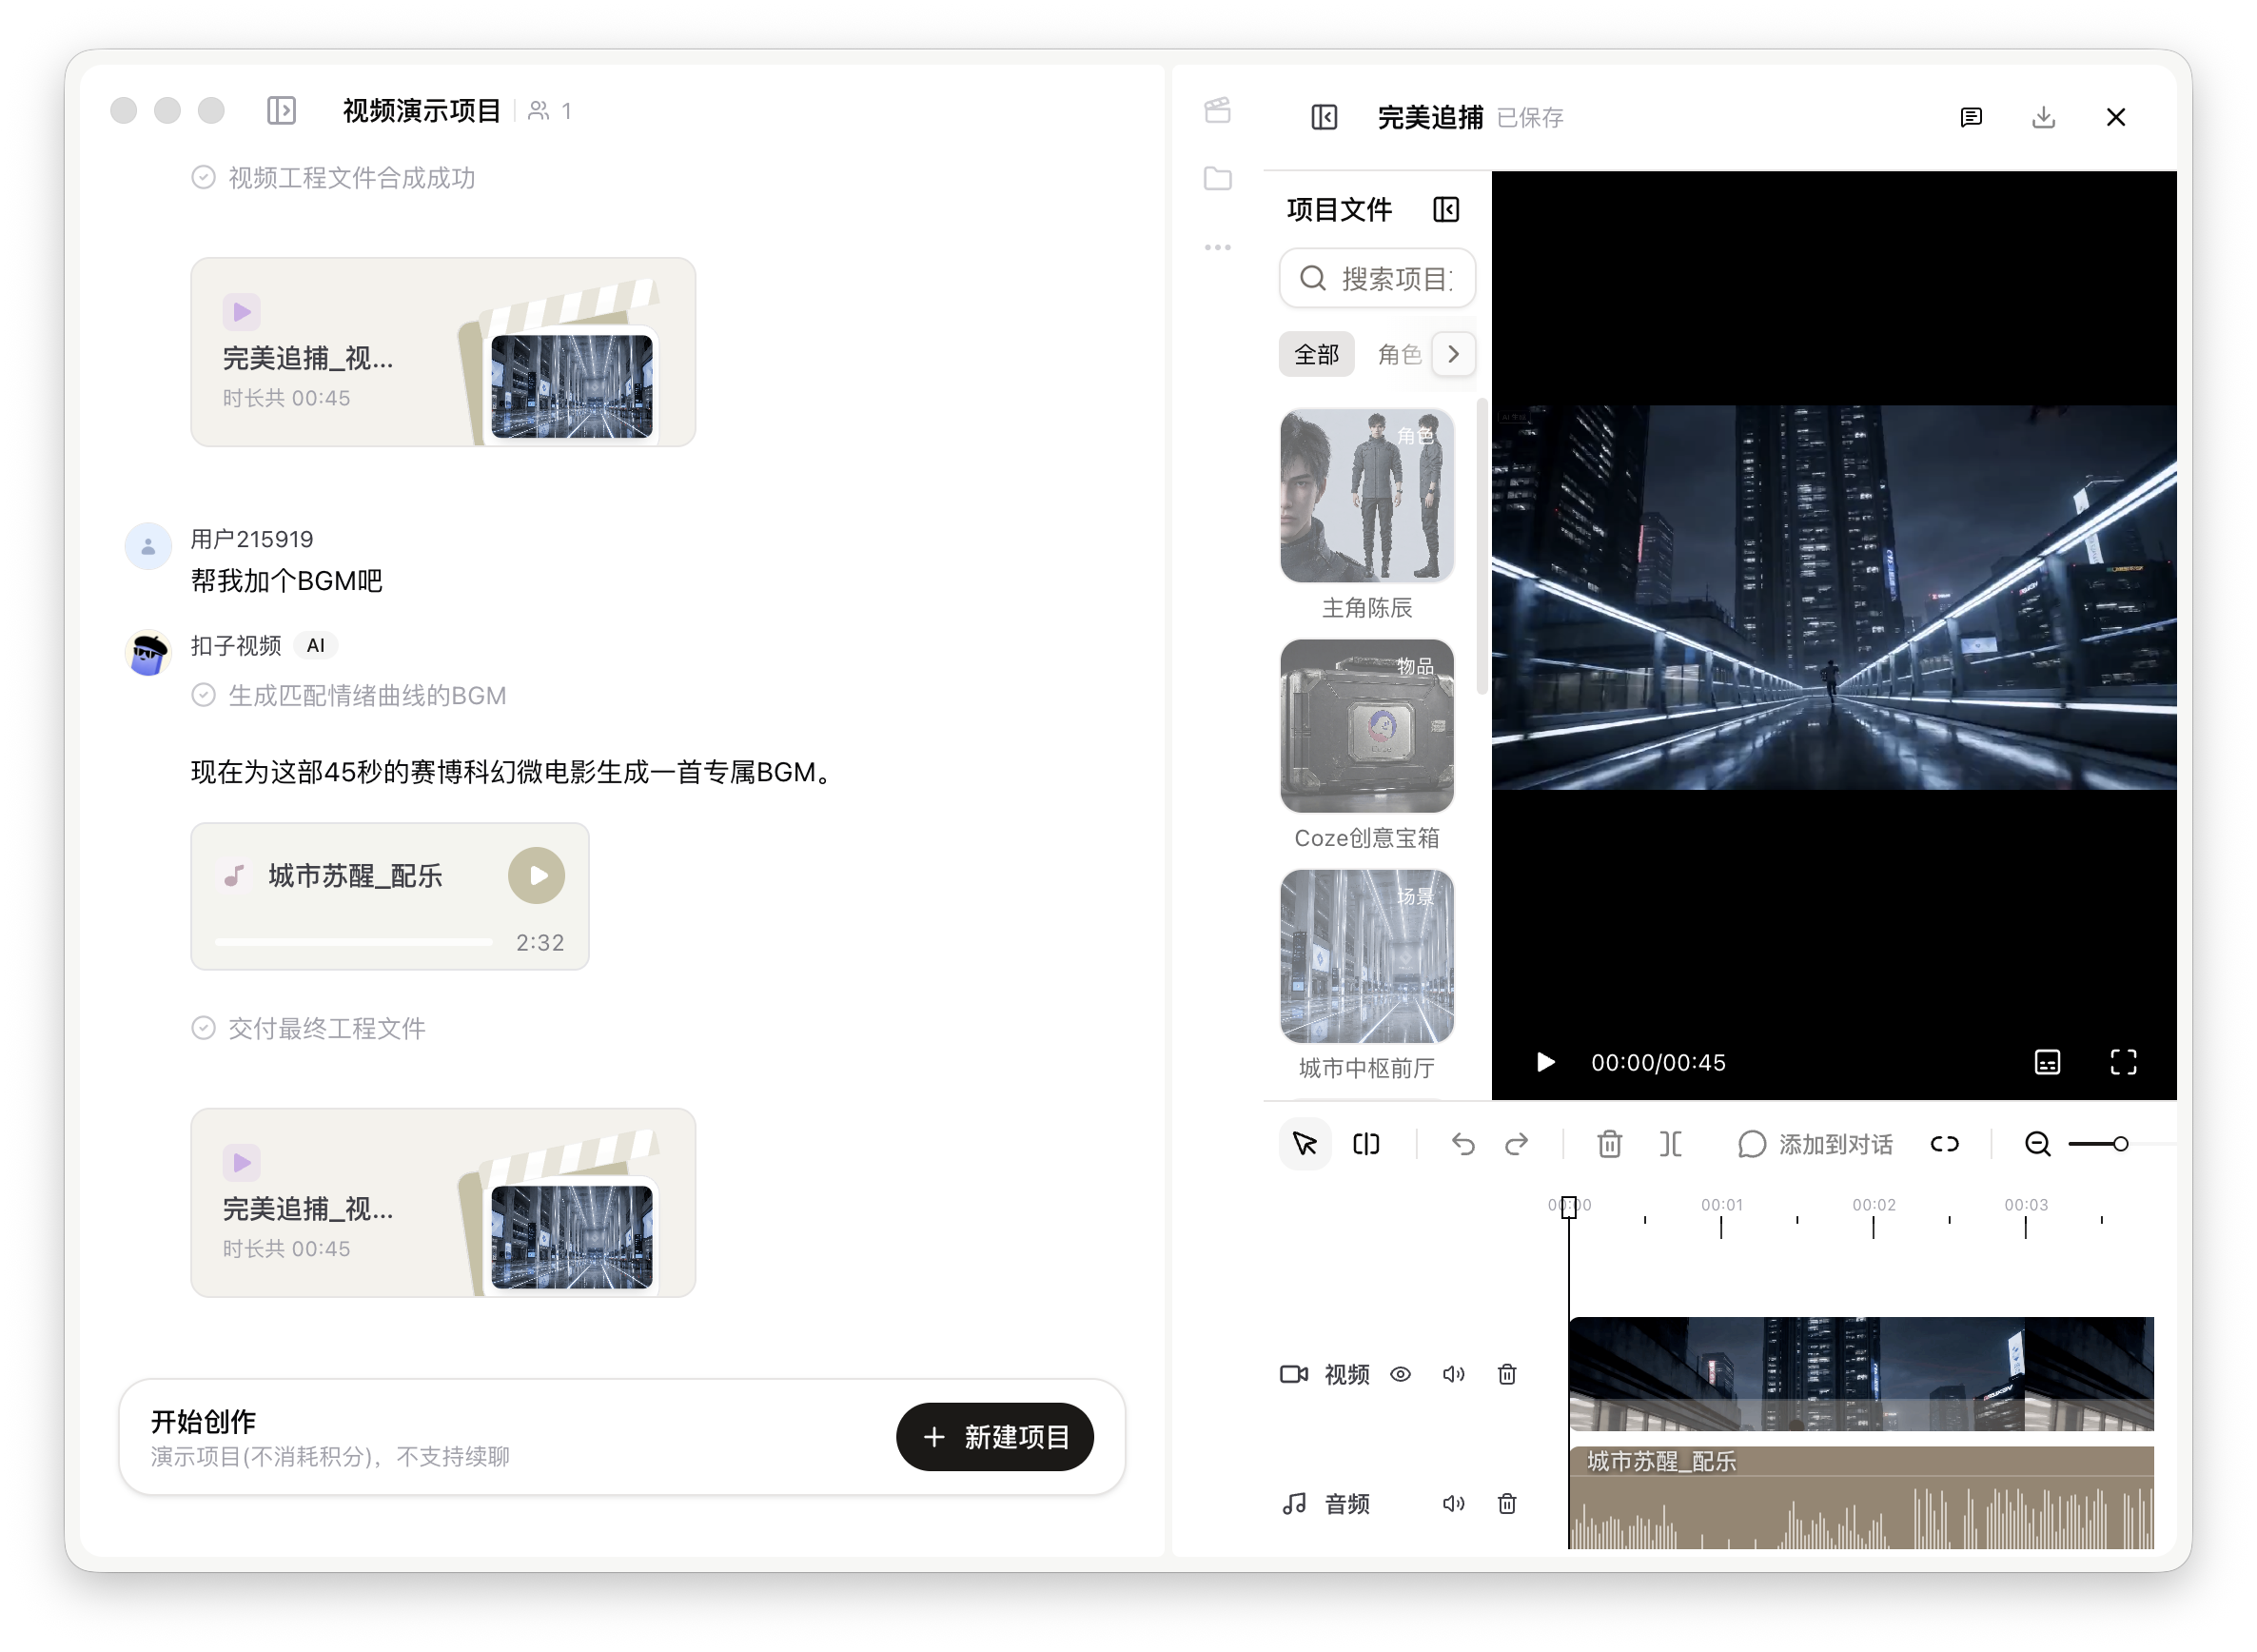 视频演示项目 1
视频工程文件合成成功
完美追捕_视...
时长共 00:45
用户215919
帮我加个BGM吧
扣子视频 AI
生成匹配情绪曲线的BGM
现在为这部45秒的赛博科幻微电影生成一首专属BGM。
城市苏醒_配乐
2:32
交付最终工程文件
完美追捕_视...
时长共 00:45
开始创作
演示项目(不消耗积分)，不支持续聊
新建项目
完美追捕 已保存
项目文件
搜索项目
全部 角色
角色
主角陈辰
物品
Coze
Coze创意宝箱
场景
城市中枢前厅
00:00/00:45
添加到对话
00:00 00:01 00:02 00:03
视频
城市苏醒_配乐
音频